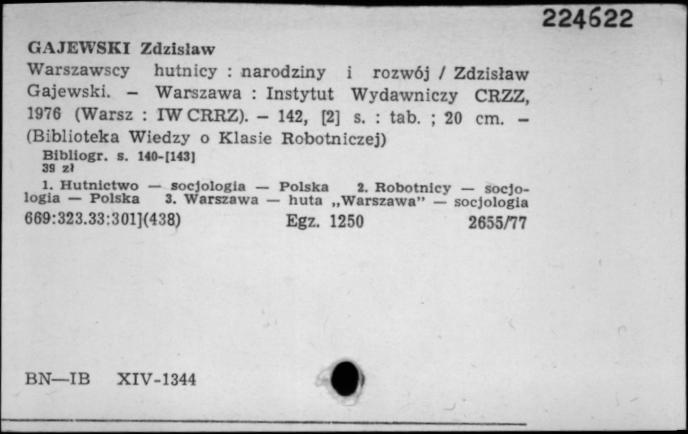 224622
GAJEWSKI Zdzisław
Warszawscy hutnicy : narodziny i rozwój / Zdzisław
Gajewski. – Warszawa : Instytut Wydawniczy CRZZ,
1976 (Warsz : IW CRRZ). – 142, [2] s. : tab. ; 20 cm. –
(Biblioteka Wiedzy o Klasie Robotniczej)
Bibliogr. s. 140-[143]
39 zł
1. Hutnictwo — socjologia — Polska 2. Robotnicy — socjo-
logia — Polska 3. Warszawa — huta „Warszawa” — socjologia
669:323.33:301](438) Egz. 1250 2655/77
BN—IB XIV-1344